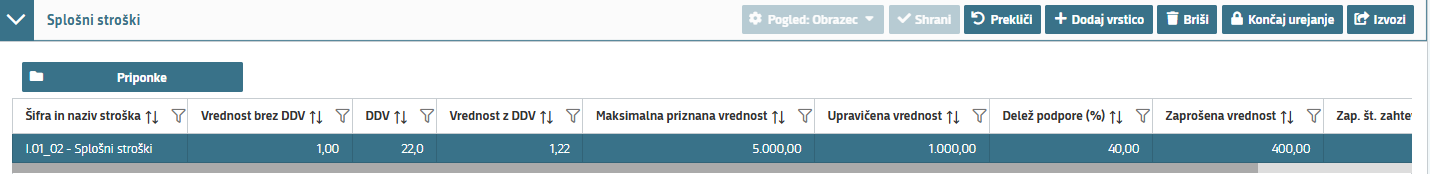 Splošni stroški Pogled: Obrazec Shrani Prekliči Dodaj vrstico Briši Končaj urejanje Izvozi
Priponke
Šifra in naziv stroška Vrednost brez DDV DDV Vrednost z DDV Maksimalna priznana vrednost Upravičena vrednost Delež podpore (%) Zaprošena vrednost Zap. št. zahte
I.01_02 - Splošni stroški 1,00 22,0 1,22 5.000,00 1.000,00 40,00 400,00